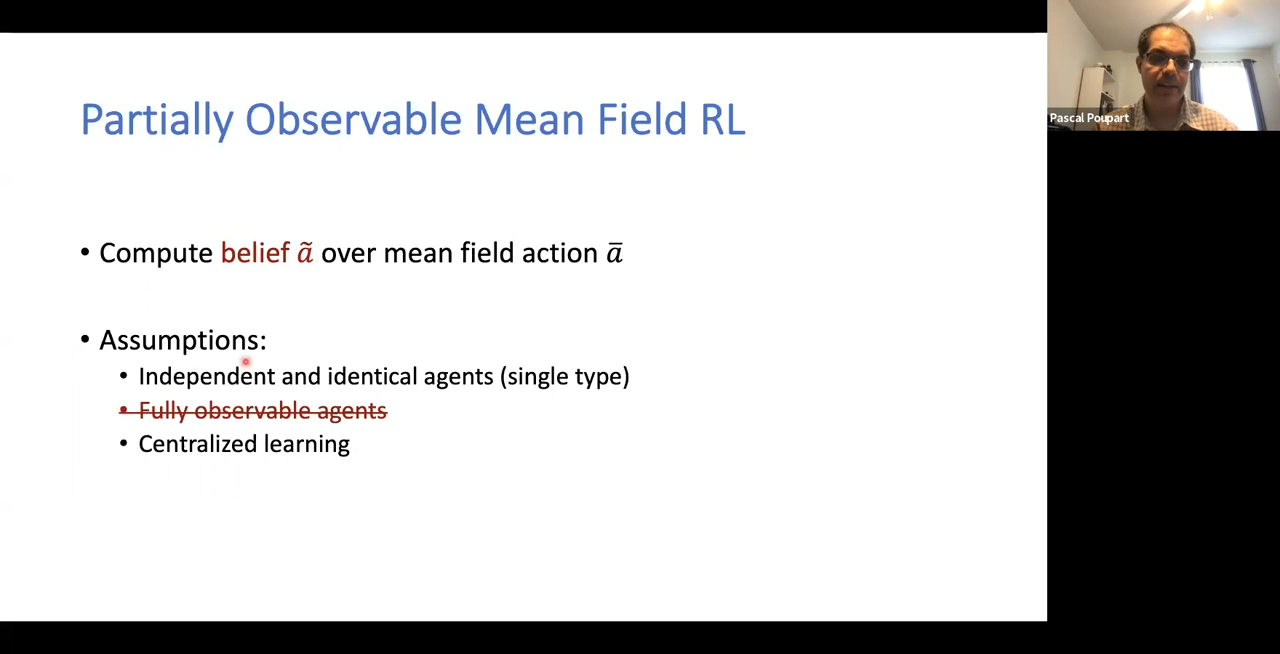 Partially Observable Mean Field RL
Pascal Poupart
• Compute belief ã over mean field action a̅
• Assumptions:
• Independent and identical agents (single type)
• Fully observable agents
• Centralized learning